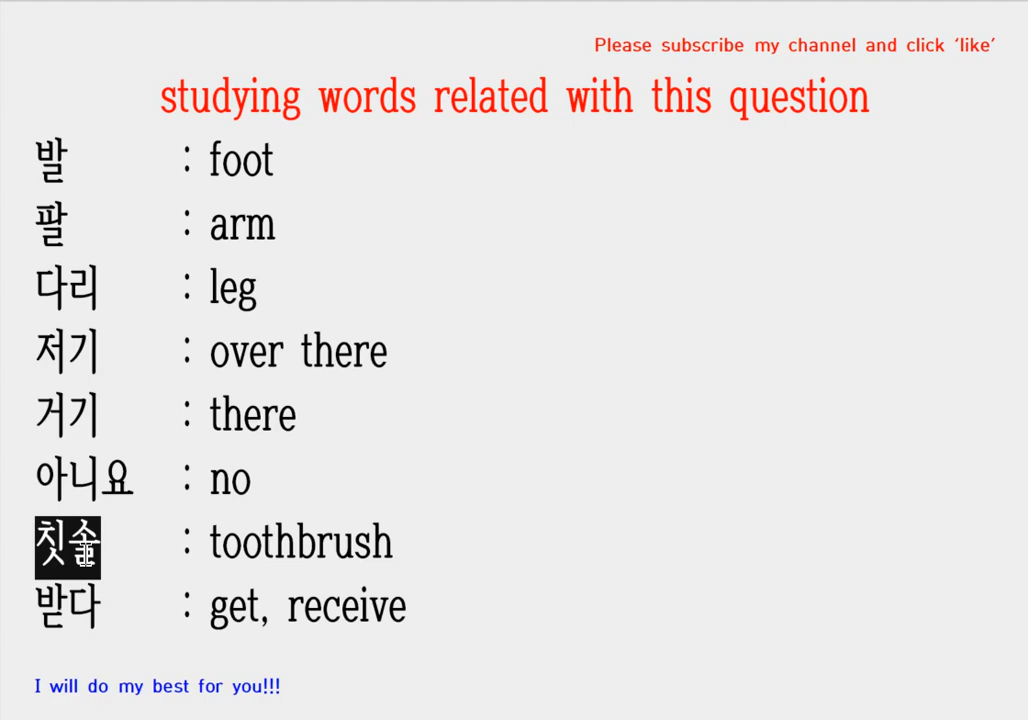 Please subscribe my channel and click 'like'
studying words related with this question
발 : foot
팔 : arm
다리 : leg
저기 : over there
거기 : there
아니요 : no
칫솔 : toothbrush
받다 : get, receive
I will do my best for you!!!